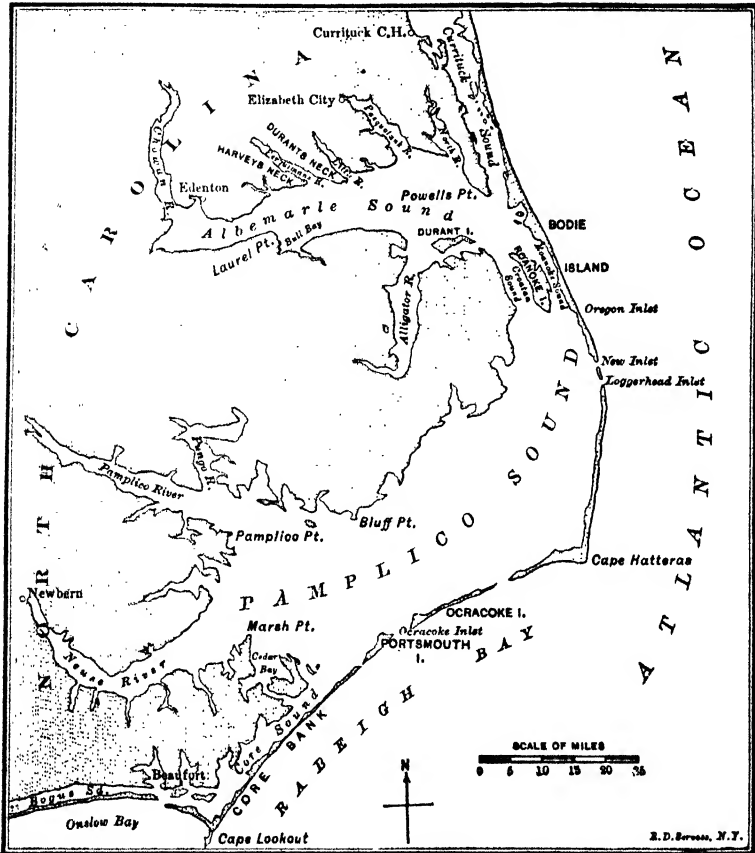 Currituck C.H.
Currituck
Sound
Elizabeth City
Pasquotank R.
North R.
DURANTS NECK
Little R.
HARVEYS NECK
Perquimans R.
Chowan R.
Edenton
Powells Pt.
Albemarle Sound
Laurel Pt.
Bull Bay
DURANT I.
BODIE
ISLAND
Roanoke Sound
ROANOKE I.
Croatan
Sound
Alligator R.
Oregon Inlet
New Inlet
Loggerhead Inlet
NORTH CAROLINA
ATLANTIC OCEAN
Pamplico River
Pungo R.
Pamplico Pt.
Bluff Pt.
PAMPLICO SOUND
Cape Hatteras
Newbern
Neuse River
Marsh Pt.
Cedar
Bay
OCRACOKE I.
Ocracoke Inlet
PORTSMOUTH
I.
Core Sound
CORE BANK
RALEIGH BAY
Beaufort
Bogue Sd.
Onslow Bay
Cape Lookout
N
SCALE OF MILES
0 5 10 15 20 25
R.D.Servoss, N.Y.